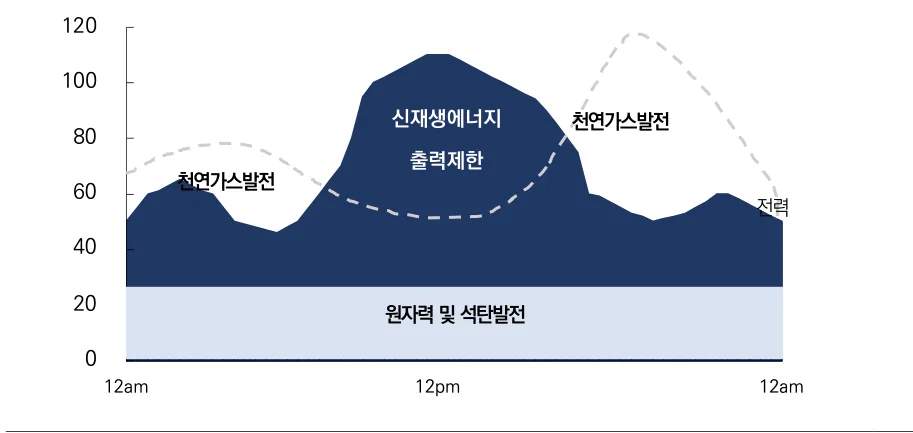 120
100
80
60
40
20
0
신재생에너지
출력제한
천연가스발전
천연가스발전
전력
원자력 및 석탄발전
12am
12pm
12am